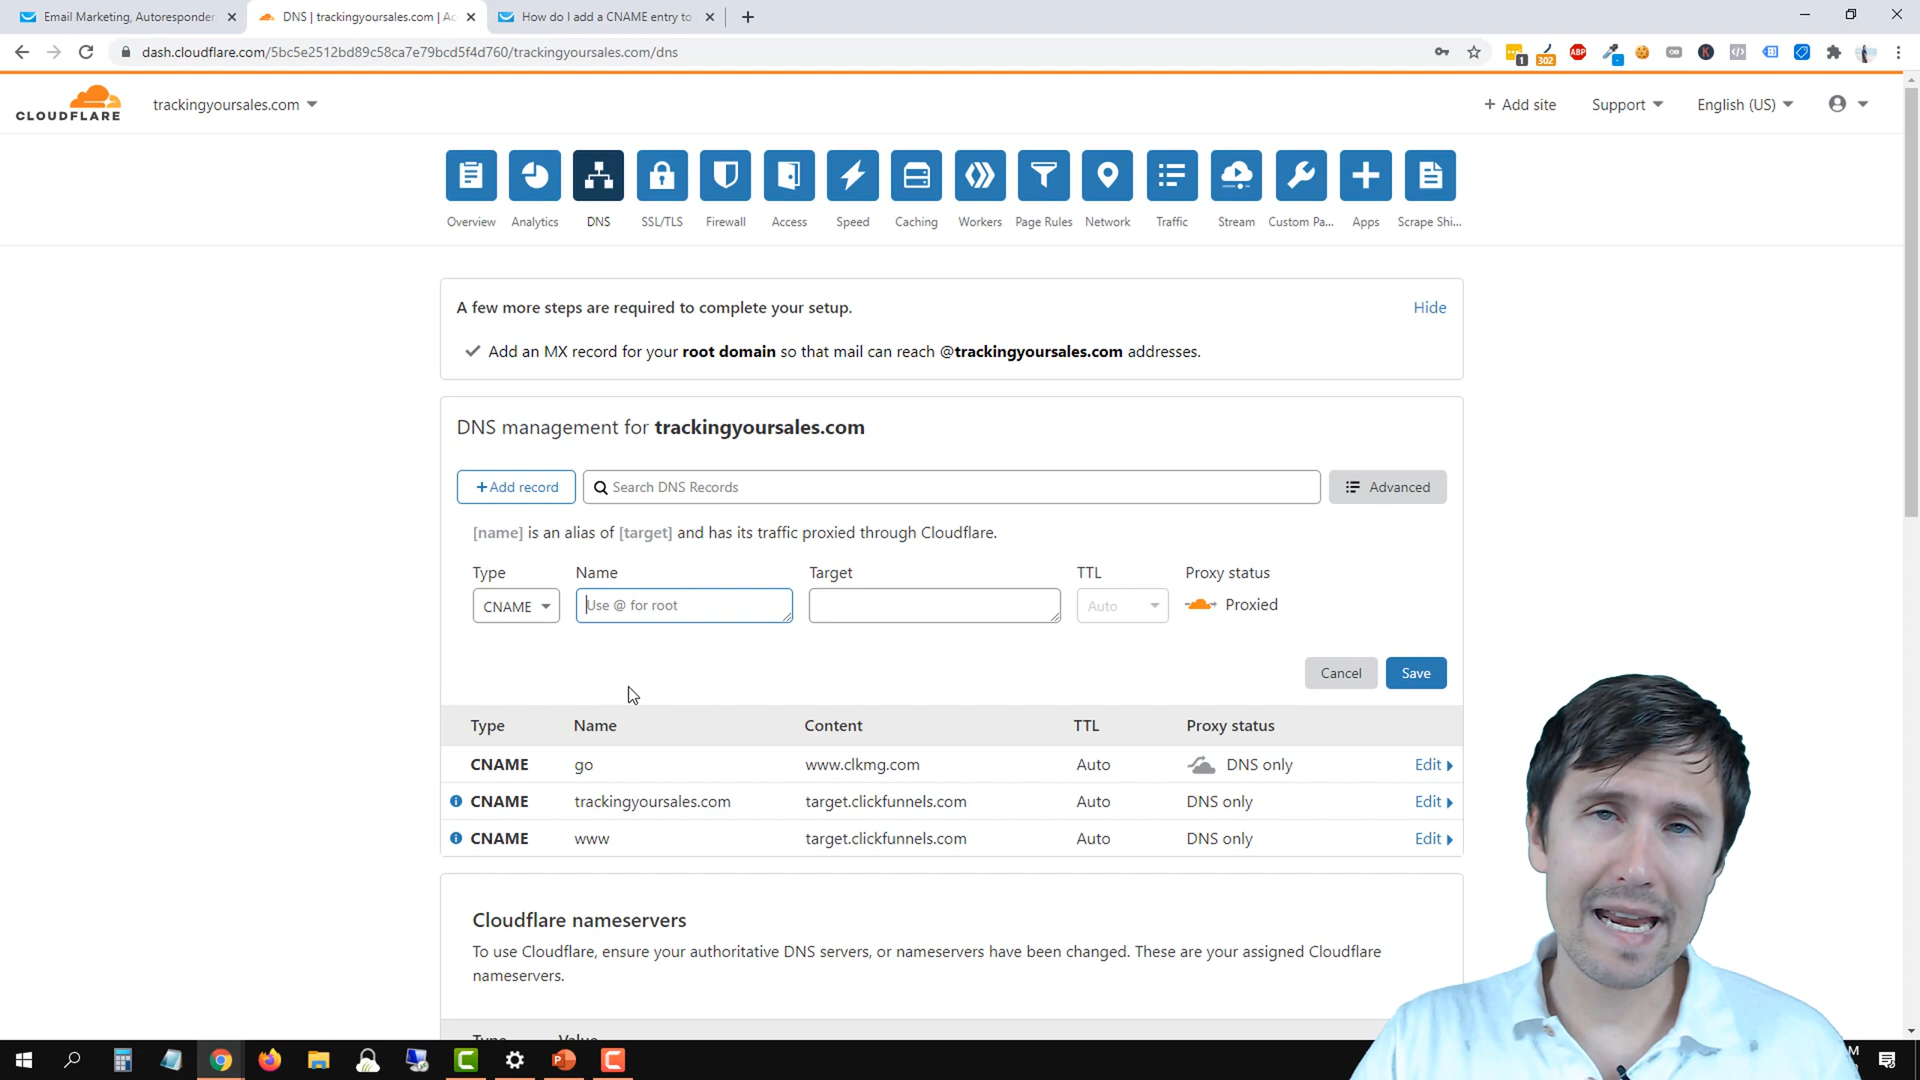 Email Marketing, Autoresponder,
DNS | trackingyoursales.com | Ac
How do I add a CNAME entry to
dash.cloudflare.com/5bc5e2512bd89c58ca7e79bcd5f4d760/trackingyoursales.com/dns
1
302
ABP
CLOUDFLARE
trackingyoursales.com
+ Add site
Support
English (US)
Overview
Analytics
DNS
SSL/TLS
Firewall
Access
Speed
Caching
Workers
Page Rules
Network
Traffic
Stream
Custom Pa...
Apps
Scrape Shi...
A few more steps are required to complete your setup.
Hide
Add an MX record for your root domain so that mail can reach @trackingyoursales.com addresses.
DNS management for trackingyoursales.com
+Add record
Search DNS Records
Advanced
[name] is an alias of [target] and has its traffic proxied through Cloudflare.
Type Name Target TTL Proxy status
CNAME Use @ for root Auto Proxied
Cancel
Save
Type Name Content TTL Proxy status
CNAME go www.clkmg.com Auto DNS only Edit
CNAME trackingyoursales.com target.clickfunnels.com Auto DNS only Edit
CNAME www target.clickfunnels.com Auto DNS only Edit
Cloudflare nameservers
To use Cloudflare, ensure your authoritative DNS servers, or nameservers have been changed. These are your assigned Cloudflare
nameservers.
Type Value